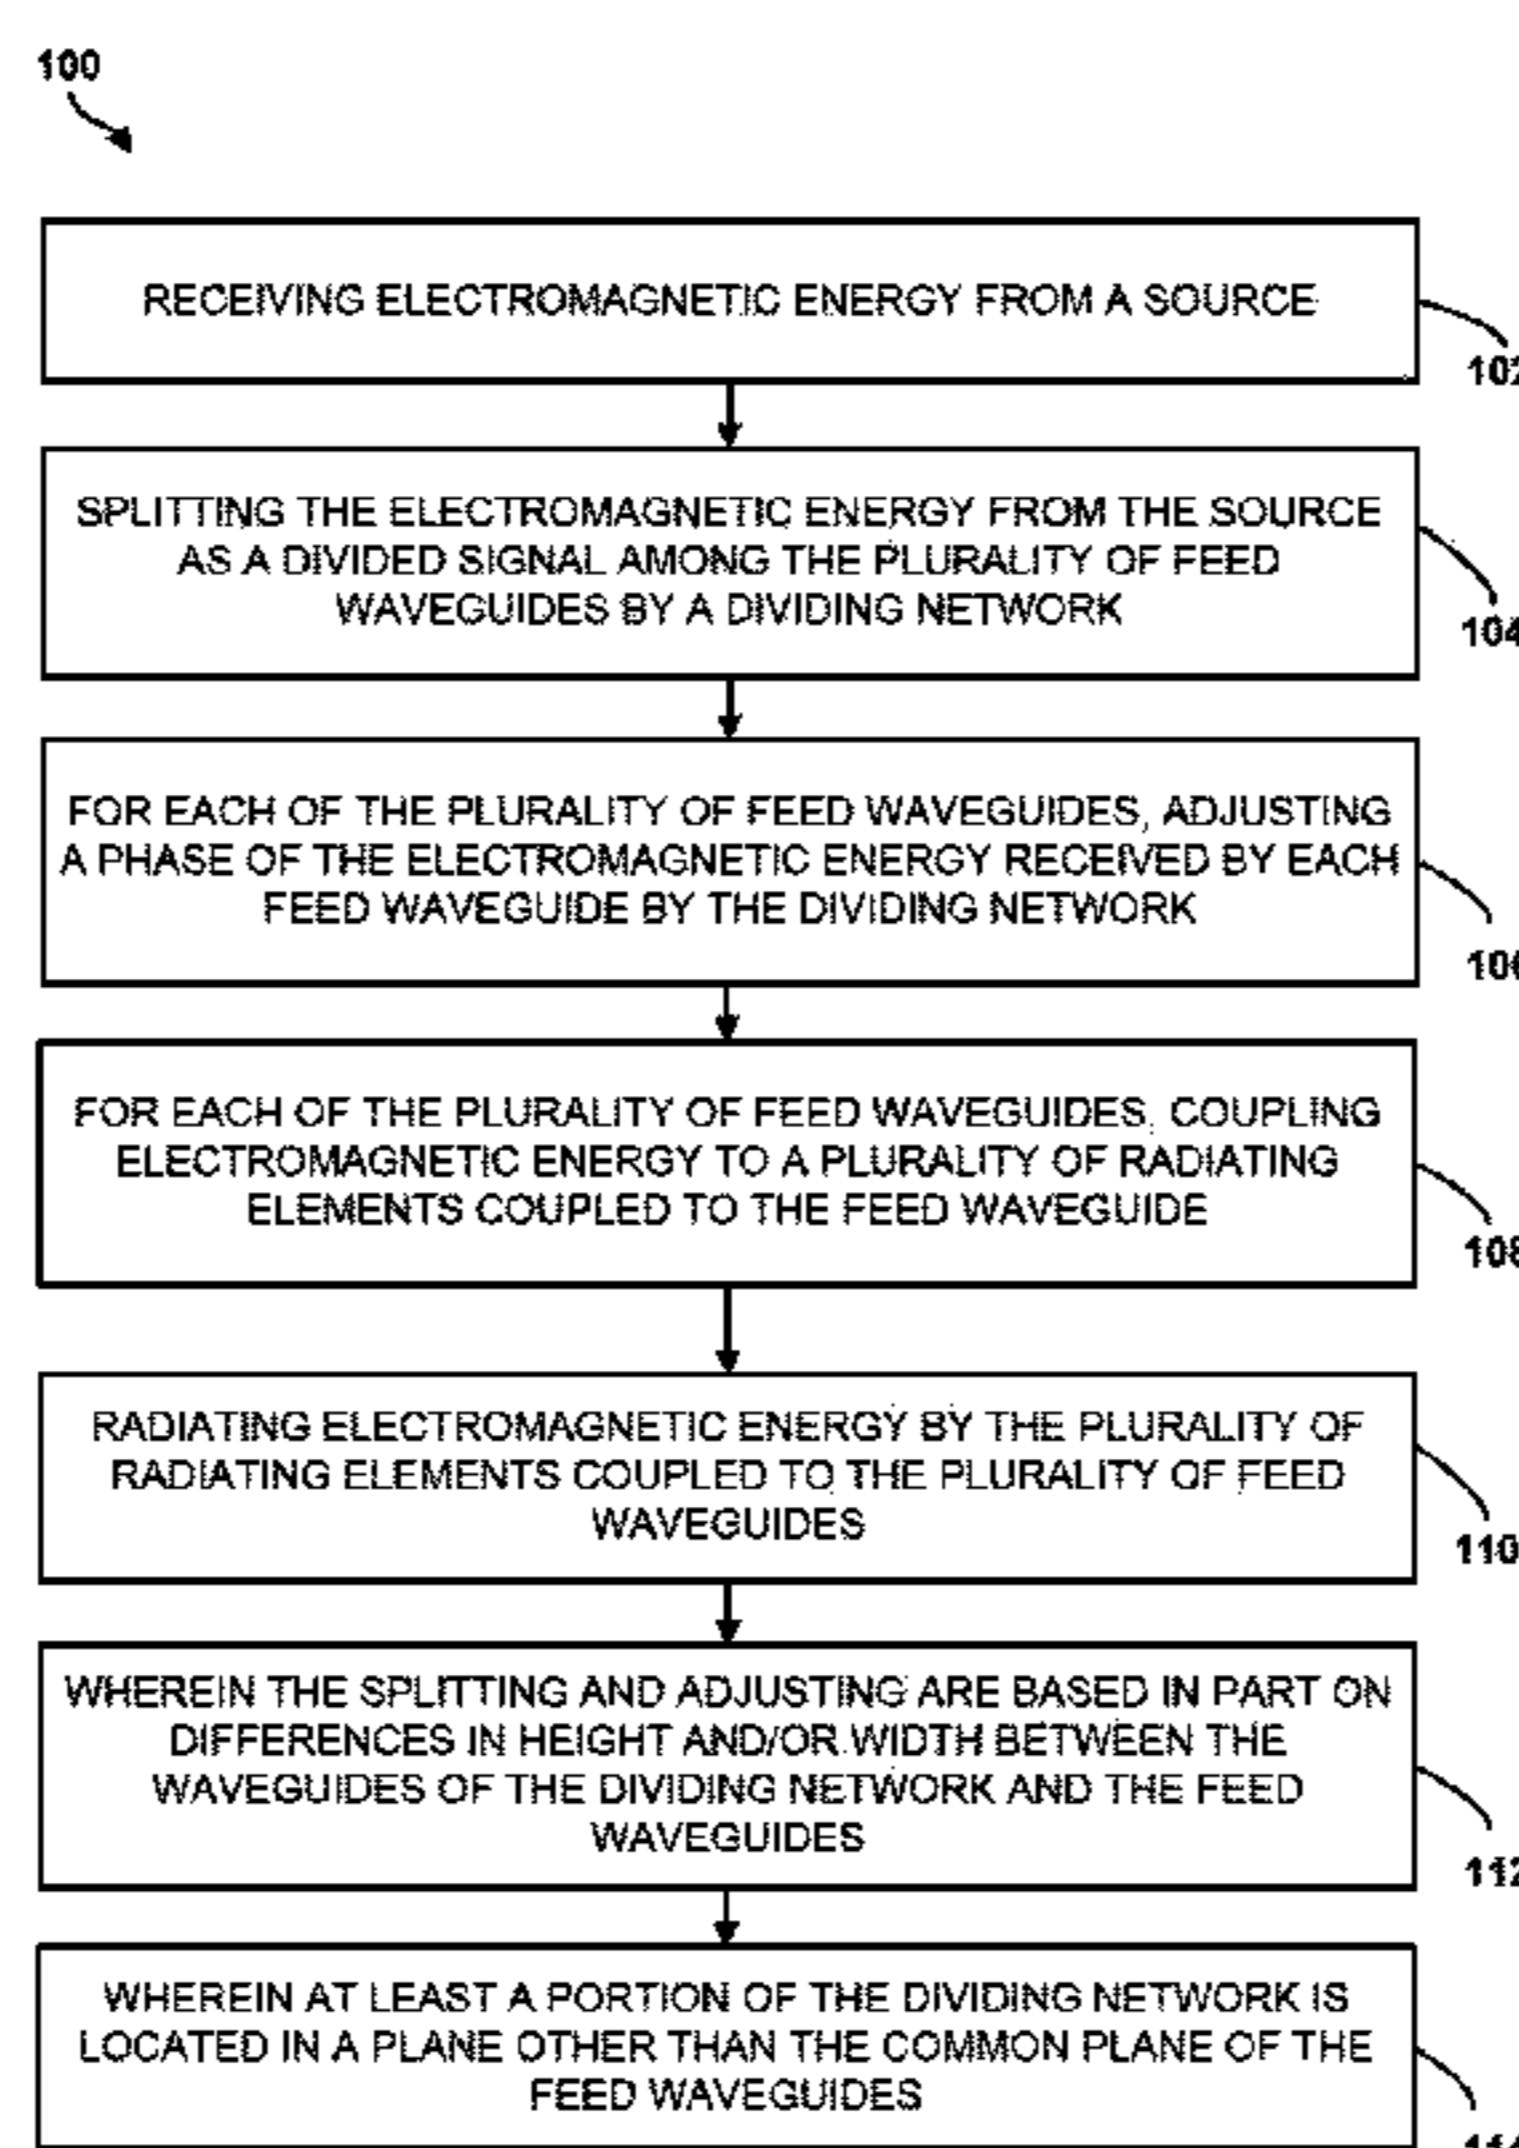 100
RECEIVING ELECTROMAGNETIC ENERGY FROM A SOURCE
102
SPLITTING THE ELECTROMAGNETIC ENERGY FROM THE SOURCE
AS A DIVIDED SIGNAL AMONG THE PLURALITY OF FEED
WAVEGUIDES BY A DIVIDING NETWORK
104
FOR EACH OF THE PLURALITY OF FEED WAVEGUIDES, ADJUSTING
A PHASE OF THE ELECTROMAGNETIC ENERGY RECEIVED BY EACH
FEED WAVEGUIDE BY THE DIVIDING NETWORK
106
FOR EACH OF THE PLURALITY OF FEED WAVEGUIDES, COUPLING
ELECTROMAGNETIC ENERGY TO A PLURALITY OF RADIATING
ELEMENTS COUPLED TO THE FEED WAVEGUIDE
108
RADIATING ELECTROMAGNETIC ENERGY BY THE PLURALITY OF
RADIATING ELEMENTS COUPLED TO THE PLURALITY OF FEED
WAVEGUIDES
110
WHEREIN THE SPLITTING AND ADJUSTING ARE BASED IN PART ON
DIFFERENCES IN HEIGHT AND/OR WIDTH BETWEEN THE
WAVEGUIDES OF THE DIVIDING NETWORK AND THE FEED
WAVEGUIDES
112
WHEREIN AT LEAST A PORTION OF THE DIVIDING NETWORK IS
LOCATED IN A PLANE OTHER THAN THE COMMON PLANE OF THE
FEED WAVEGUIDES